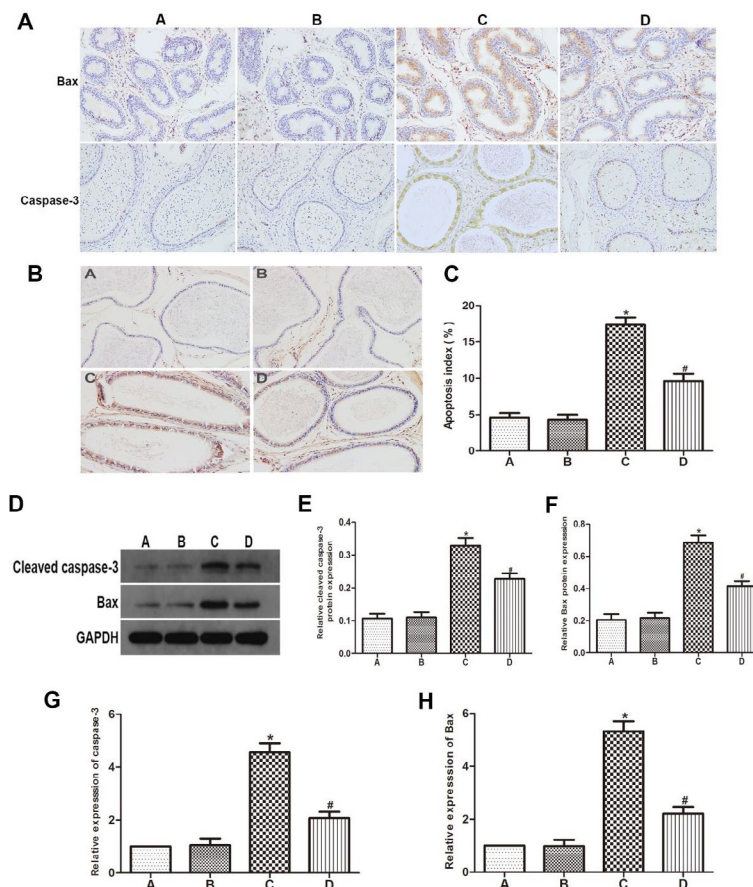 A
A B C D
Bax
Caspase-3
B
A B
C D
C
Apoptosis index (%)
20
15
10
5
0
* #
A B C D
D
A B C D
Cleaved caspase-3
Bax
GAPDH
E
Relative cleaved caspase-3
protein expression
0.4
0.3
0.2
0.1
0.0
* #
A B C D
F
Relative Bax protein expresssion
0.8
0.6
0.4
0.2
0.0
* #
A B C D
G
Relative expresssion of caspase-3
6
4
2
0
* #
A B C D
H
Relative expresssion of Bax
6
4
2
0
* #
A B C D